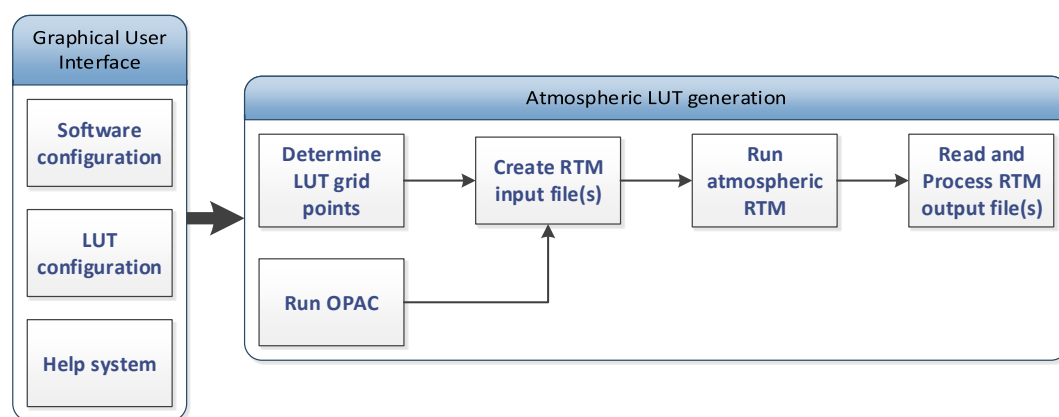 Graphical User
Interface
Software
configuration
LUT
configuration
Help system
Atmospheric LUT generation
Determine
LUT grid
points
Create RTM
input file(s)
Run
atmospheric
RTM
Read and
Process RTM
output file(s)
Run OPAC